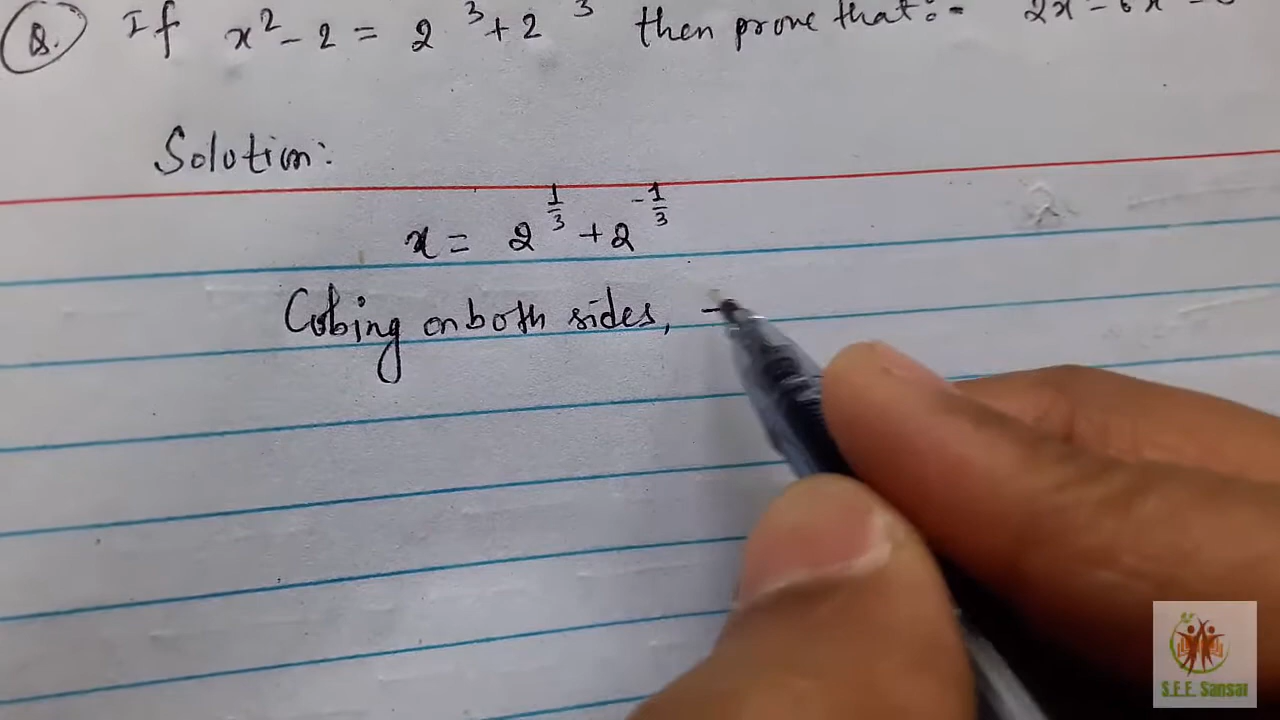 Q. If x² - 2 = 2 3 + 2 3 then prove that:-
Solution:
x = 2^(1/3) + 2^(-1/3)
Cubing on both sides,
S.E.E. Sansar